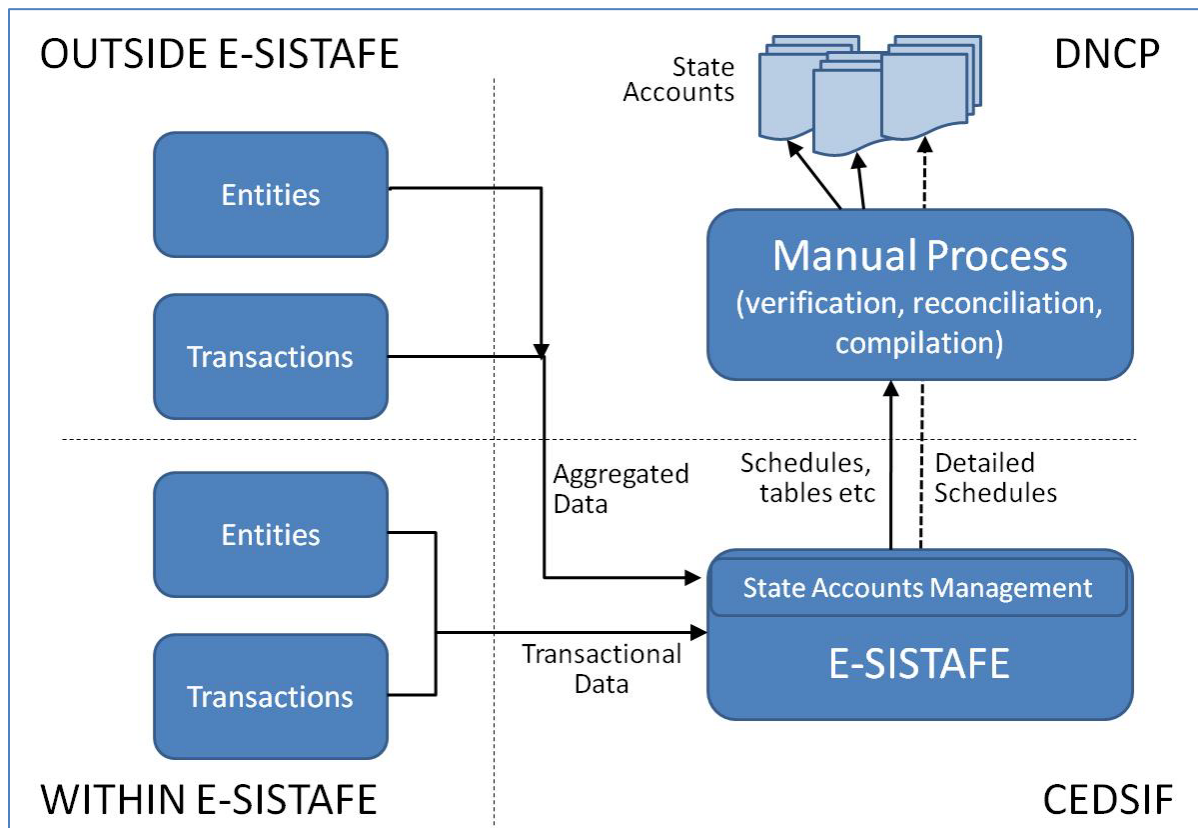 OUTSIDE E-SISTAFE
DNCP
State
Accounts
Entities
Transactions
Manual Process
(verification, reconciliation,
compilation)
Aggregated
Data
Schedules,
tables etc
Detailed
Schedules
Entities
Transactions
Transactional
Data
State Accounts Management
E-SISTAFE
WITHIN E-SISTAFE
CEDSIF